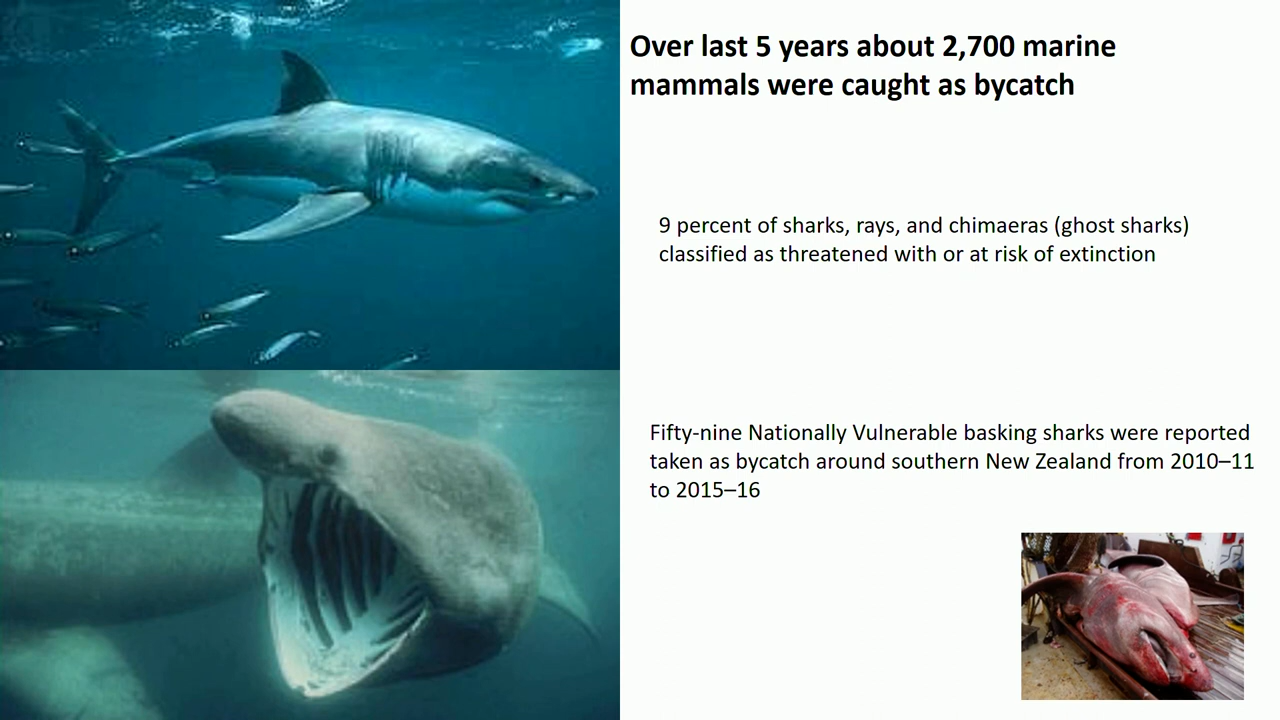 Over last 5 years about 2,700 marine
mammals were caught as bycatch
9 percent of sharks, rays, and chimaeras (ghost sharks)
classified as threatened with or at risk of extinction
Fifty-nine Nationally Vulnerable basking sharks were reported
taken as bycatch around southern New Zealand from 2010–11
to 2015–16